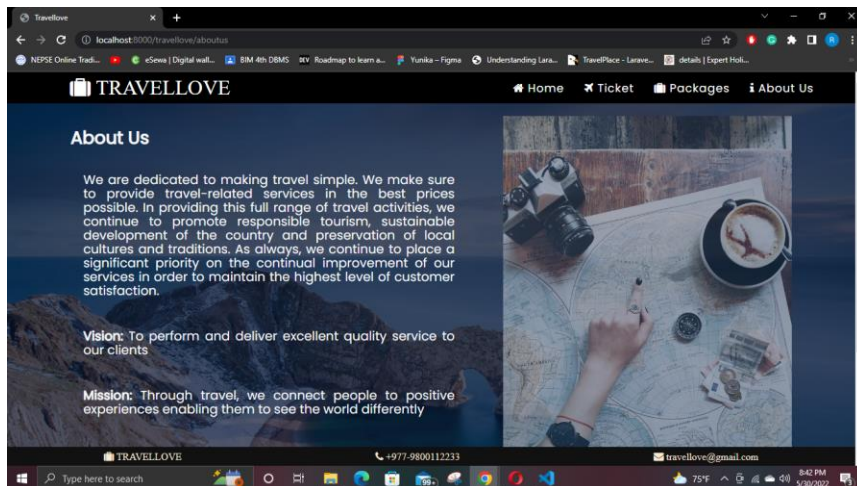 Travellove
localhost:8000/travellove/aboutus
NEPSE Online Tradi... eSewa | Digital wall... BIM 4th DBMS DEV Roadmap to learn a... Yunika – Figma Understanding Lara... TravelPlace - Larave... details | Expert Holi...
TRAVELLOVE Home Ticket Packages About Us
About Us
We are dedicated to making travel simple. We make sure
to provide travel-related services in the best prices
possible. In providing this full range of travel activities, we
continue to promote responsible tourism, sustainable
development of the country and preservation of local
cultures and traditions. As always, we continue to place a
significant priority on the continual improvement of our
services in order to maintain the highest level of customer
satisfaction.
Vision: To perform and deliver excellent quality service to
our clients
Mission: Through travel, we connect people to positive
experiences enabling them to see the world differently
TRAVELLOVE +977-9800112233 travellove@gmail.com
Type here to search 99+ 75°F 8:42 PM
5/30/2022